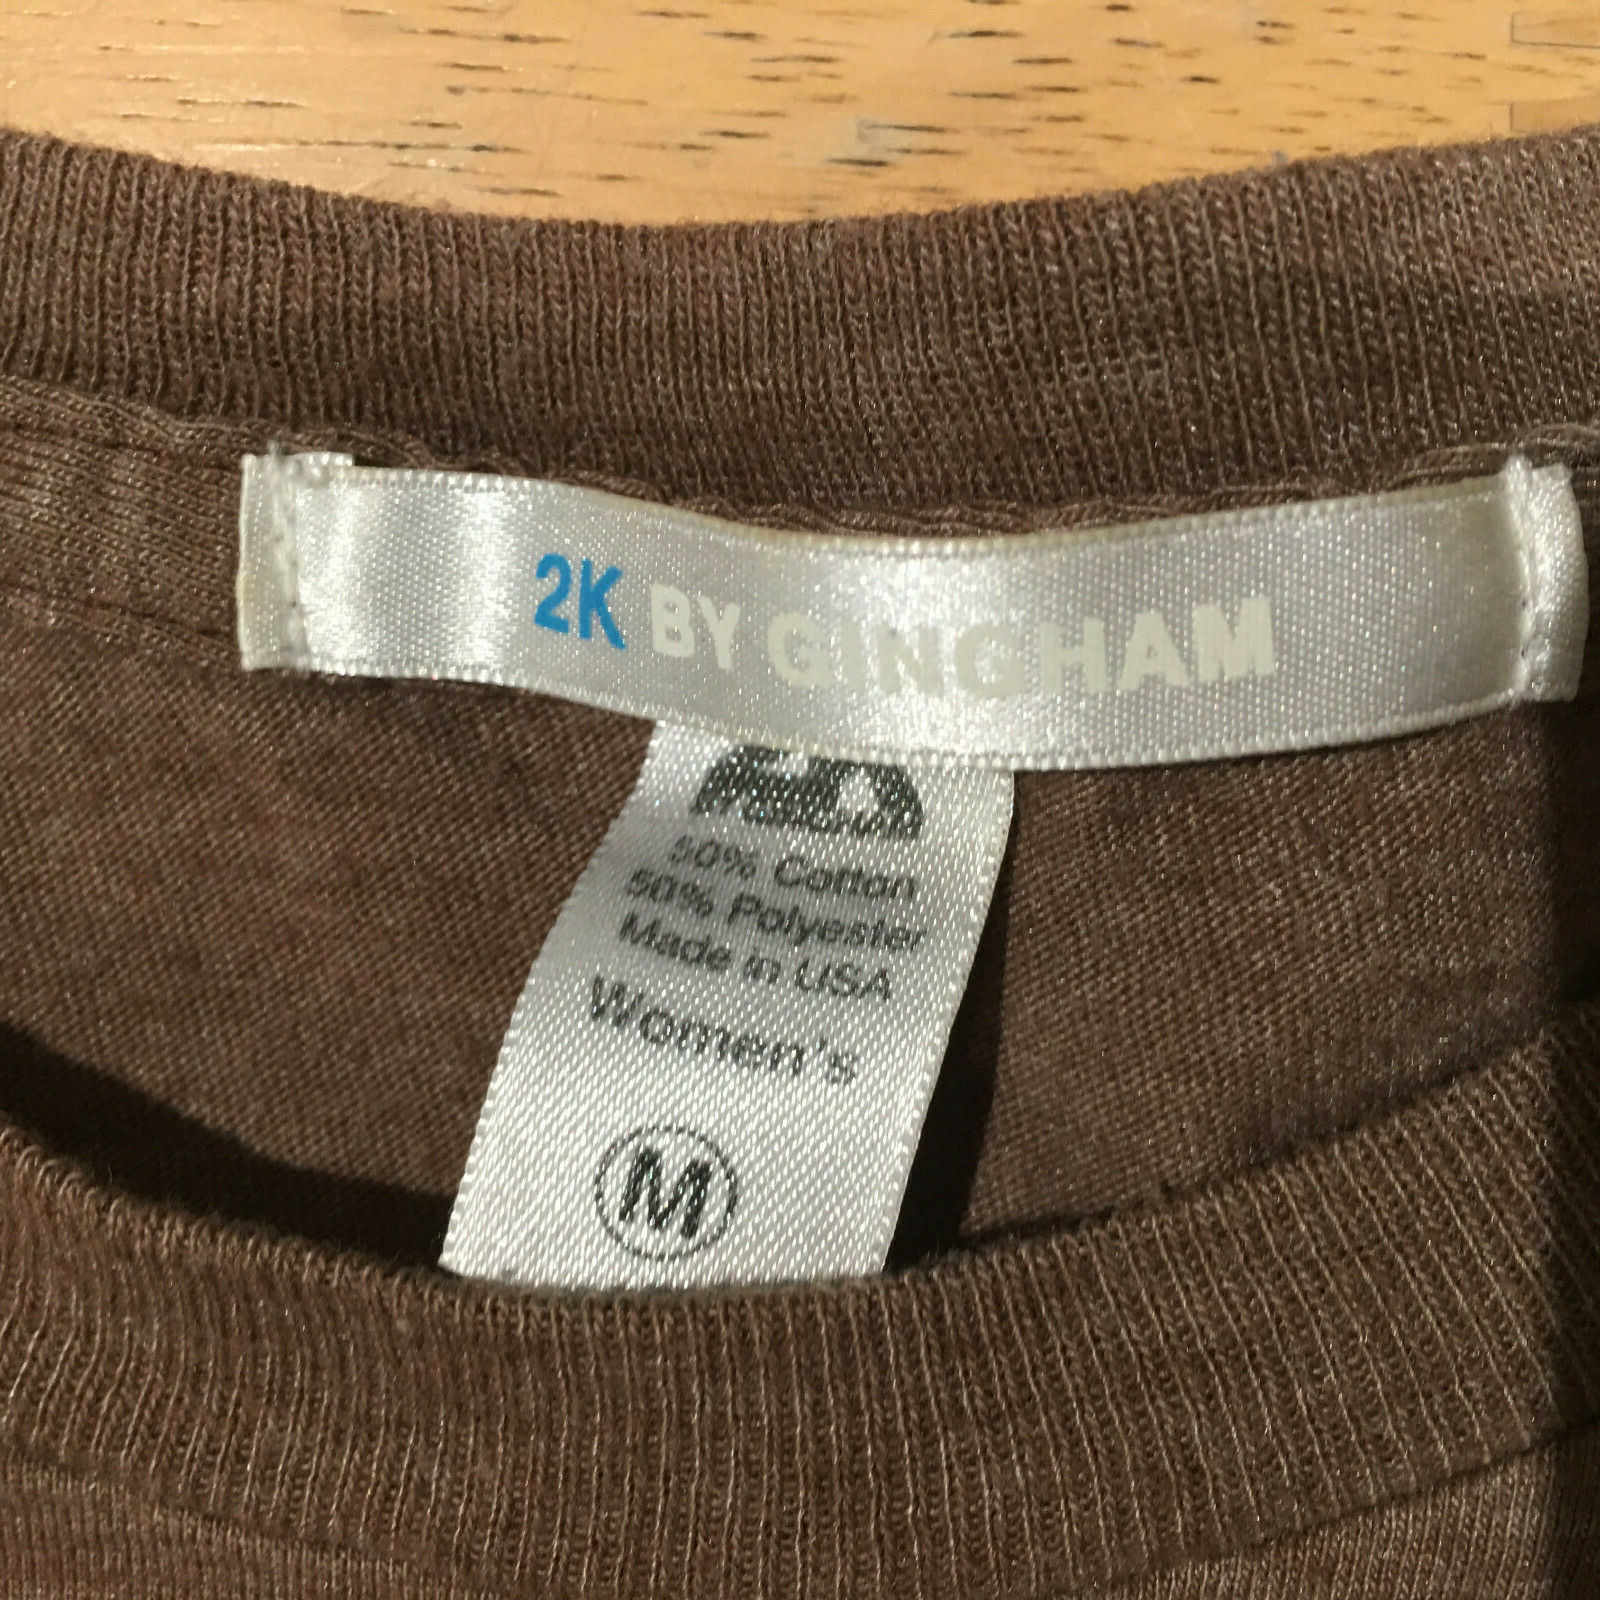 2K BY GINGHAM
50% Cotton
50% Polyester
Made in USA
Women's
M